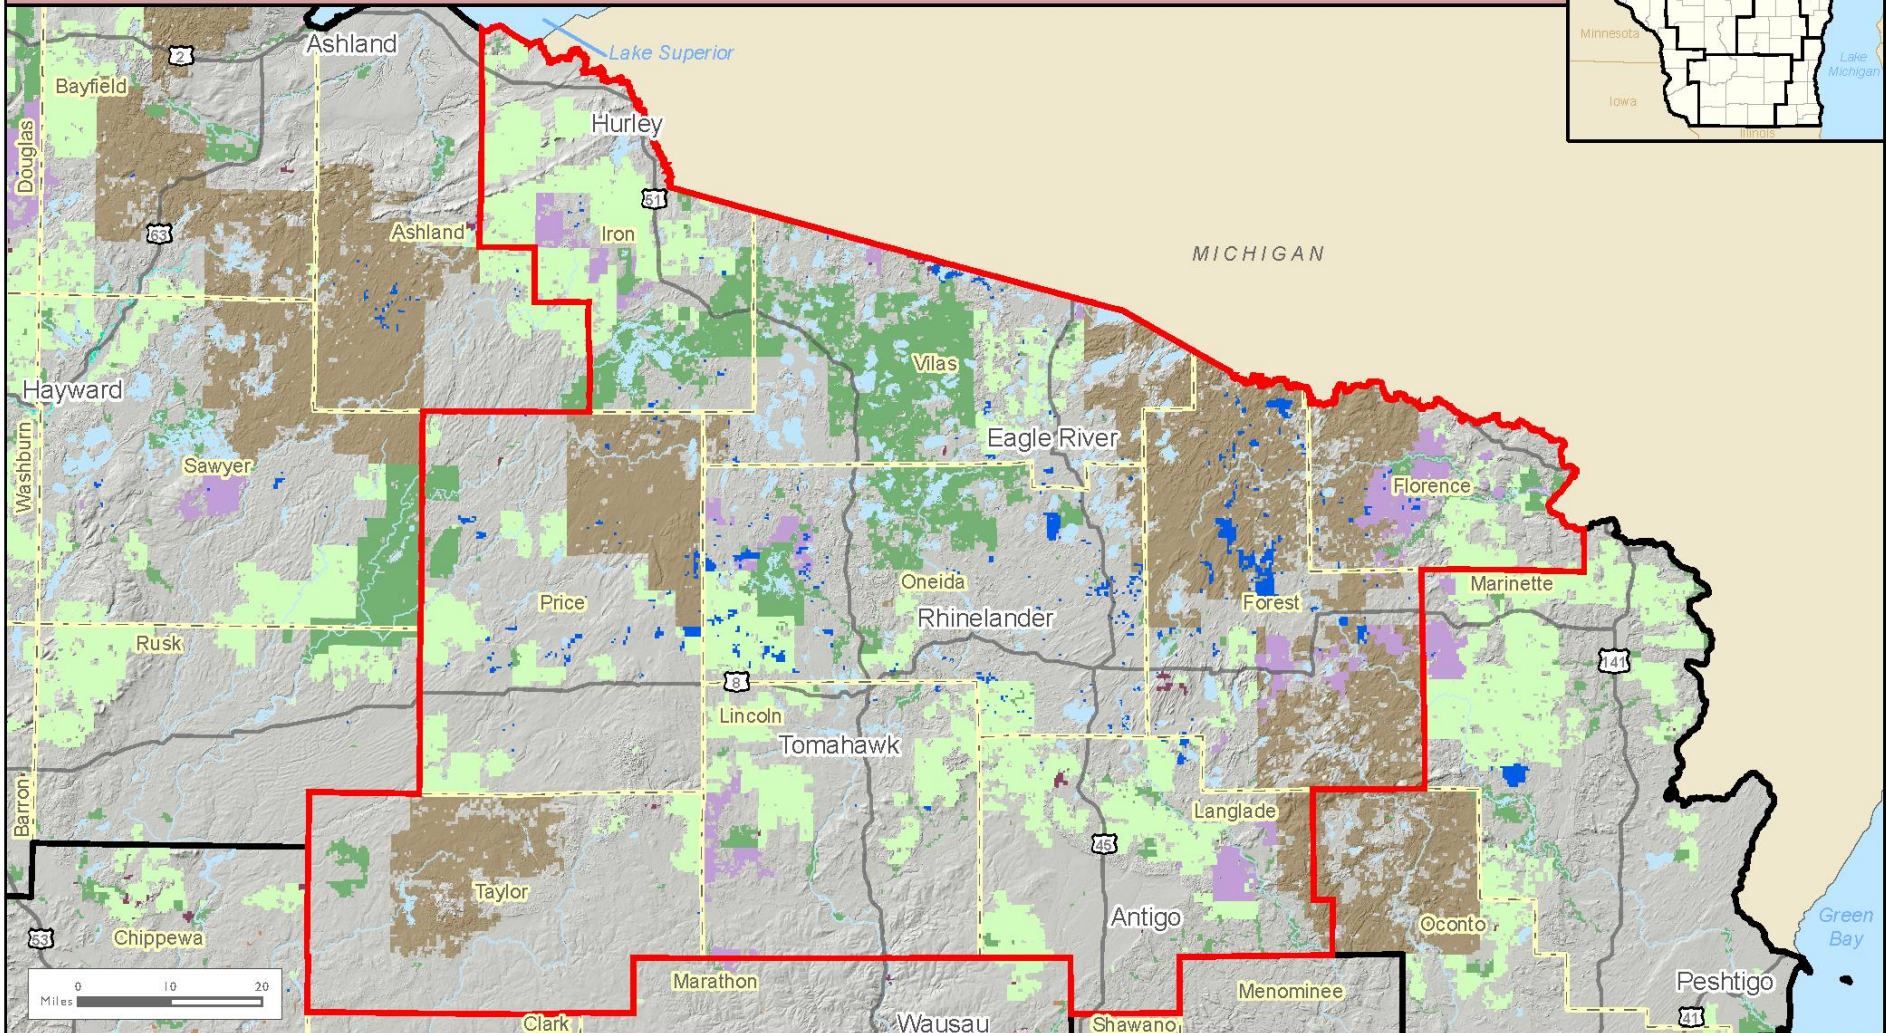 Minnesota
Lake
Michigan
Iowa
Illinois
Ashland
Lake Superior
2
Bayfield
Hurley
Douglas
51
63
Ashland
Iron
MICHIGAN
Vilas
Hayward
Eagle River
Washburn
Sawyer
Florence
Oneida
Marinette
Price
Forest
Rhinelander
Rusk
141
8
Lincoln
Tomahawk
Barron
Langlade
45
Taylor
Antigo
Green
Bay
Oconto
53
Chippewa
0 10 20
Miles
Marathon
Menominee
Peshtigo
41
Clark
Wausau
Shawano